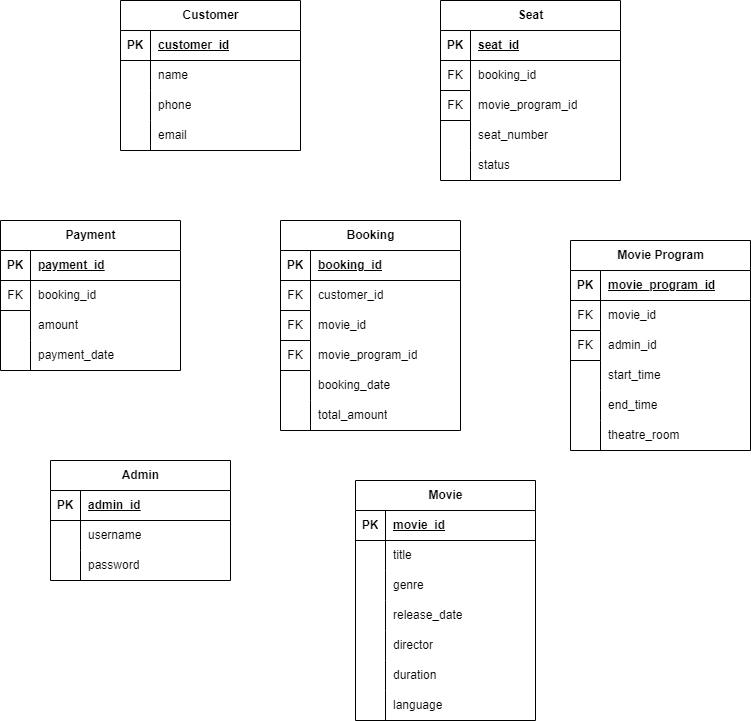 Customer
PK customer_id
name
phone
email
Seat
PK seat_id
FK booking_id
FK movie_program_id
seat_number
status
Payment
PK payment_id
FK booking_id
amount
payment_date
Booking
PK booking_id
FK customer_id
FK movie_id
FK movie_program_id
booking_date
total_amount
Movie Program
PK movie_program_id
FK movie_id
FK admin_id
start_time
end_time
theatre_room
Admin
PK admin_id
username
password
Movie
PK movie_id
title
genre
release_date
director
duration
language